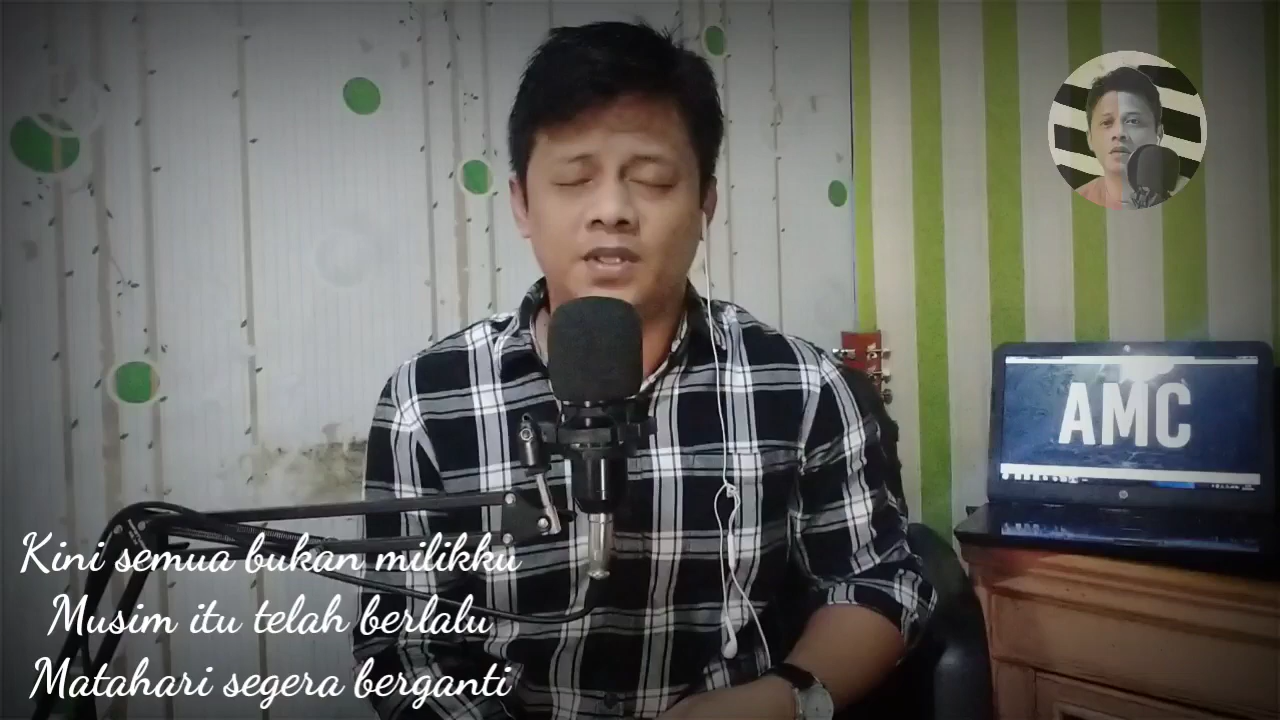 AMC
Kini semua bukan milikku
Musim itu telah berlalu
Matahari segera berganti